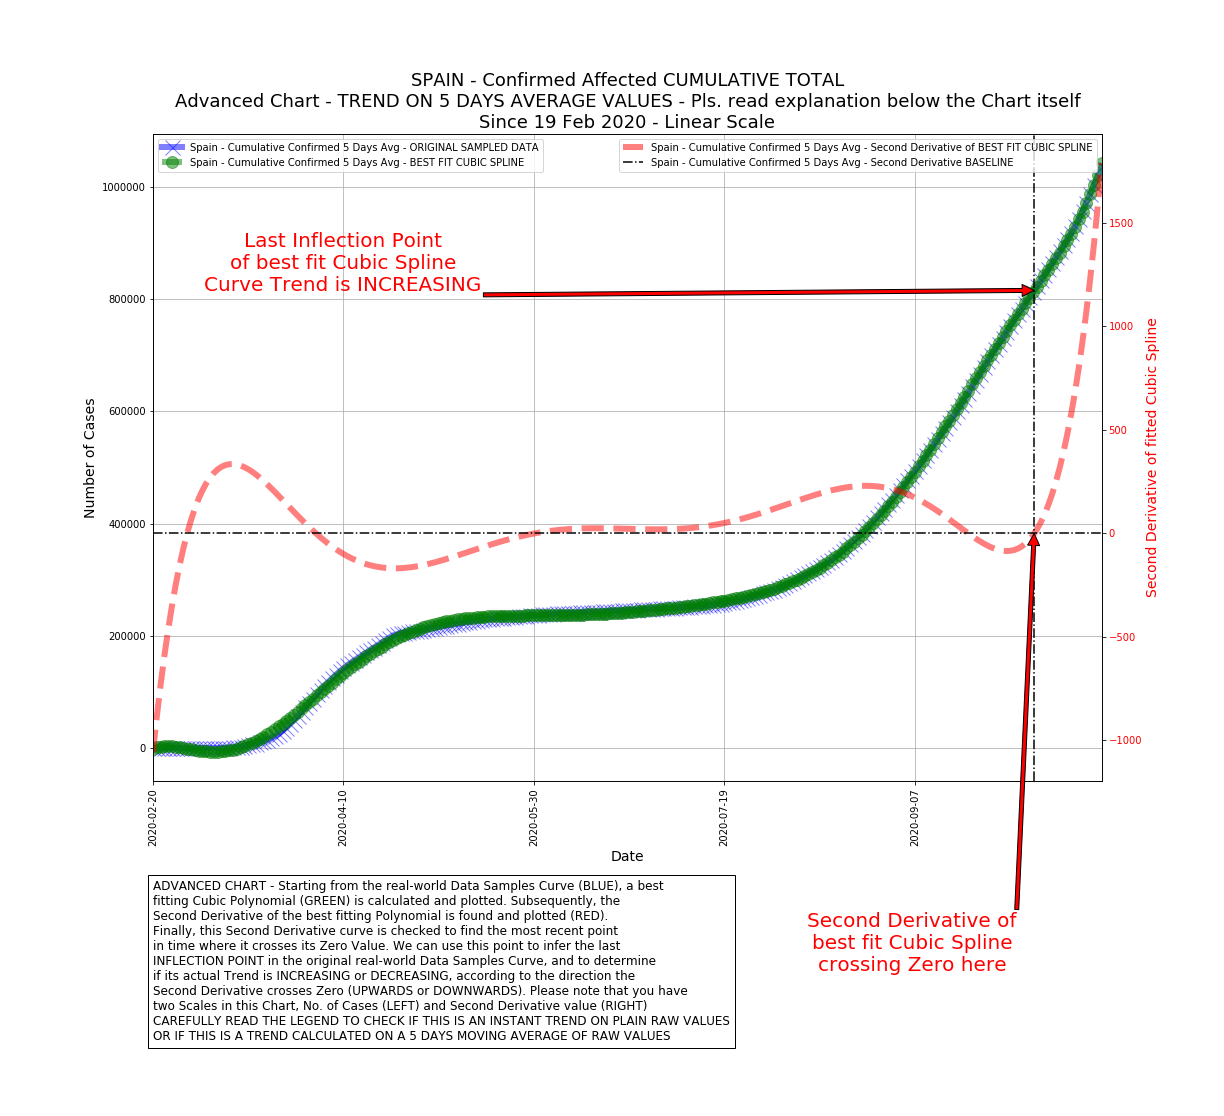 SPAIN - Confirmed Affected CUMULATIVE TOTAL
Advanced Chart - TREND ON 5 DAYS AVERAGE VALUES - Pls. read explanation below the Chart itself
Since 19 Feb 2020 - Linear Scale
Spain - Cumulative Confirmed 5 Days Avg - ORIGINAL SAMPLED DATA
Spain - Cumulative Confirmed 5 Days Avg - BEST FIT CUBIC SPLINE
Spain - Cumulative Confirmed 5 Days Avg - Second Derivative of BEST FIT CUBIC SPLINE
Spain - Cumulative Confirmed 5 Days Avg - Second Derivative BASELINE
Last Inflection Point
of best fit Cubic Spline
Curve Trend is INCREASING
Number of Cases
1000000
800000
600000
400000
200000
0
1500
1000
500
0
−500
−1000
Second Derivative of fitted Cubic Spline
2020-02-20
2020-04-10
2020-05-30
2020-07-19
2020-09-07
Date
ADVANCED CHART - Starting from the real-world Data Samples Curve (BLUE), a best
fitting Cubic Polynomial (GREEN) is calculated and plotted. Subsequently, the
Second Derivative of the best fitting Polynomial is found and plotted (RED).
Finally, this Second Derivative curve is checked to find the most recent point
in time where it crosses its Zero Value. We can use this point to infer the last
INFLECTION POINT in the original real-world Data Samples Curve, and to determine
if its actual Trend is INCREASING or DECREASING, according to the direction the
Second Derivative crosses Zero (UPWARDS or DOWNWARDS). Please note that you have
two Scales in this Chart, No. of Cases (LEFT) and Second Derivative value (RIGHT)
CAREFULLY READ THE LEGEND TO CHECK IF THIS IS AN INSTANT TREND ON PLAIN RAW VALUES
OR IF THIS IS A TREND CALCULATED ON A 5 DAYS MOVING AVERAGE OF RAW VALUES
Second Derivative of
best fit Cubic Spline
crossing Zero here